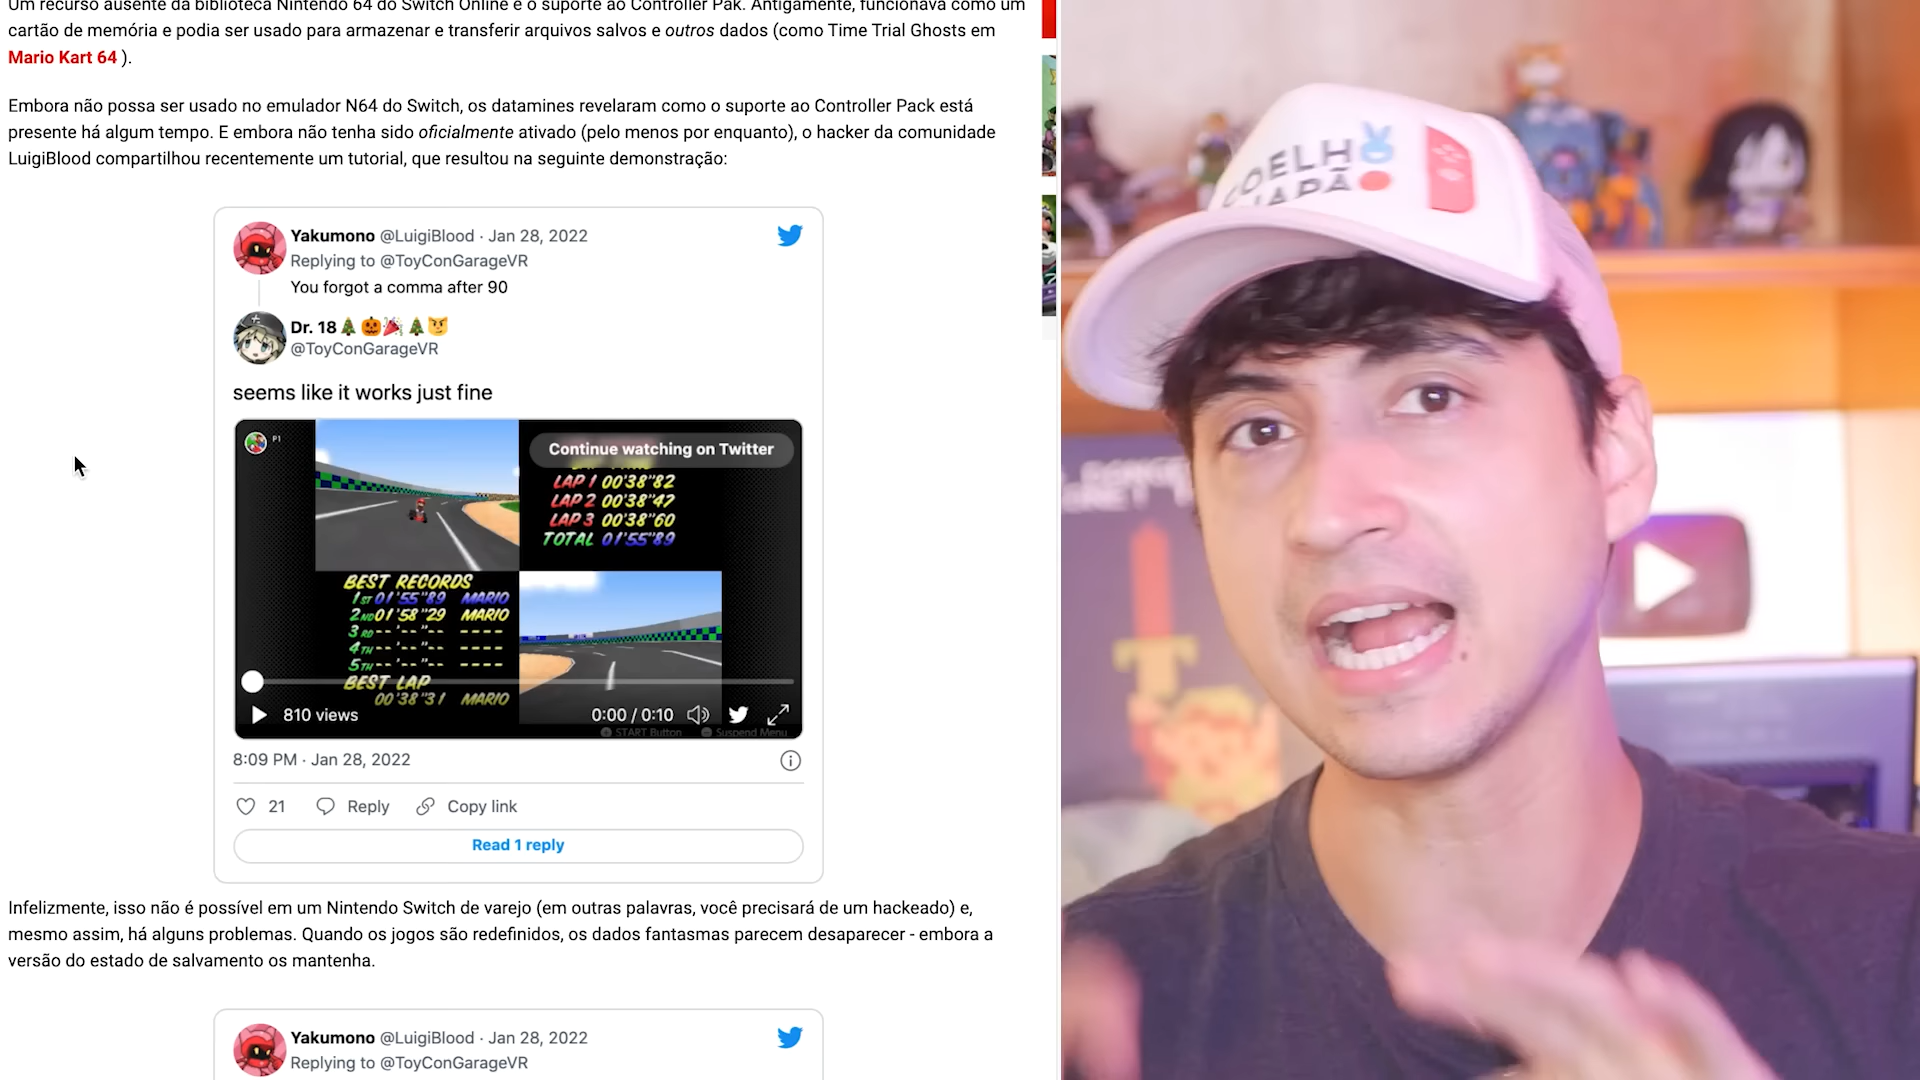 Um recurso ausente da biblioteca Nintendo 64 do Switch Online é o suporte ao Controller Pak. Antigamente, funcionava como um
cartão de memória e podia ser usado para armazenar e transferir arquivos salvos e outros dados (como Time Trial Ghosts em
Mario Kart 64 ).
Embora não possa ser usado no emulador N64 do Switch, os datamines revelaram como o suporte ao Controller Pack está
presente há algum tempo. E embora não tenha sido oficialmente ativado (pelo menos por enquanto), o hacker da comunidade
LuigiBlood compartilhou recentemente um tutorial, que resultou na seguinte demonstração:
Yakumono @LuigiBlood · Jan 28, 2022
Replying to @ToyConGarageVR
You forgot a comma after 90
Dr. 18🎄🎃🎉🎄😼
@ToyConGarageVR
seems like it works just fine
P1
Continue watching on Twitter
LAP 1 00'38"82
LAP 2 00'38"47
LAP 3 00'38"60
TOTAL 01'55"89
BEST RECORDS
1ST 01'55"89 MARIO
2ND 01'58"29 MARIO
3RD --'--"-- ----
4TH --'--"-- ----
5TH --'--"-- ----
BEST LAP
00'38"31 MARIO
810 views
0:00 / 0:10
START Button
Suspend Menu
8:09 PM · Jan 28, 2022
21
Reply
Copy link
Read 1 reply
Infelizmente, isso não é possível em um Nintendo Switch de varejo (em outras palavras, você precisará de um hackeado) e,
mesmo assim, há alguns problemas. Quando os jogos são redefinidos, os dados fantasmas parecem desaparecer - embora a
versão do estado de salvamento os mantenha.
Yakumono @LuigiBlood · Jan 28, 2022
Replying to @ToyConGarageVR
COELHO
JAPÃO